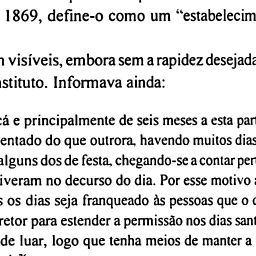 1869, define-o como um “estabelecim
visíveis, embora sem a rapidez desejada
nstituto. Informava ainda:
cá e principalmente de seis meses a esta par
entado do que outrora, havendo muitos dias
alguns dos de festa, chegando-se a contar per
iveram no decurso do dia. Por esse motivo a
s os dias seja franqueado às pessoas que o d
retor para estender a permissão nos dias sant
de luar, logo que tenha meios de manter a